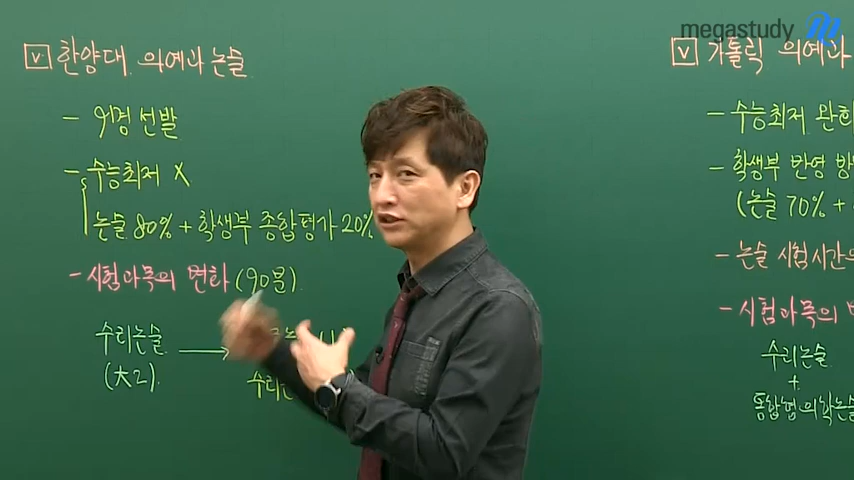 megastudy
V 한양대 의예과 논술
- 9명 선발
- 수능최저 X
논술 80% + 학생부 종합평가 20%
- 시험과목의 변화 (90분)
수리논술 →
(大2)
수리
V 가톨릭 의예과
- 수능최저 완화
- 학생부 반영 방
(논술 70% +
- 논술 시험시간
- 시험과목의
수리논술
+
통합형 의학논술